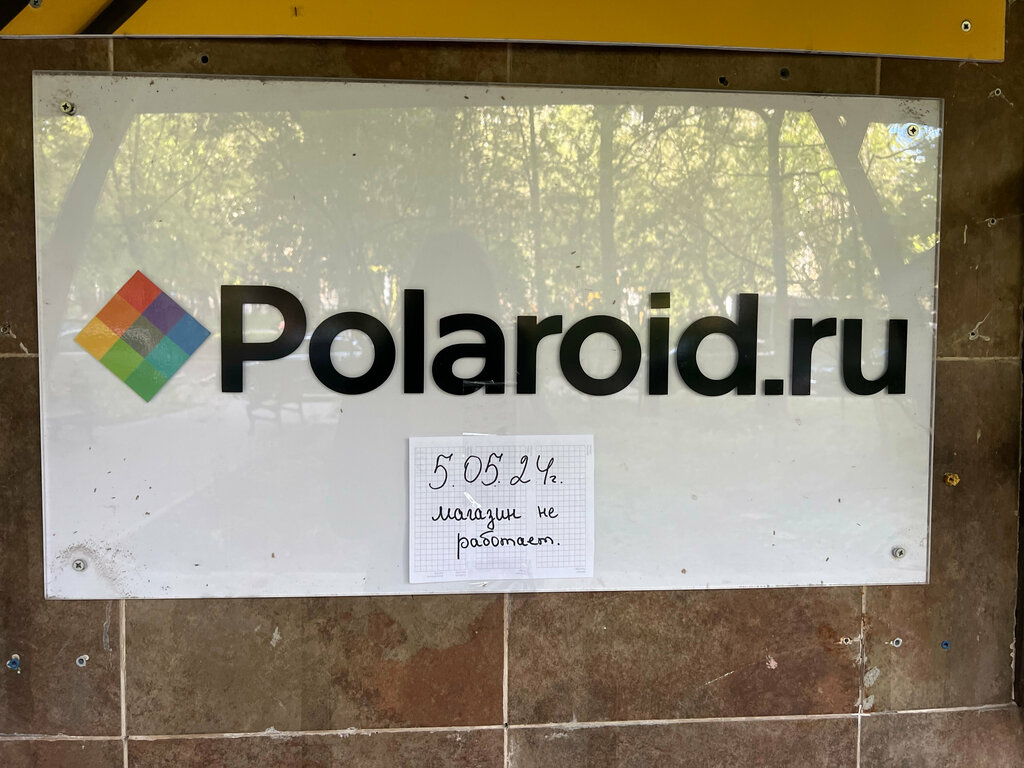 Polaroid.ru
5.05.24г.
магазин не
работает.